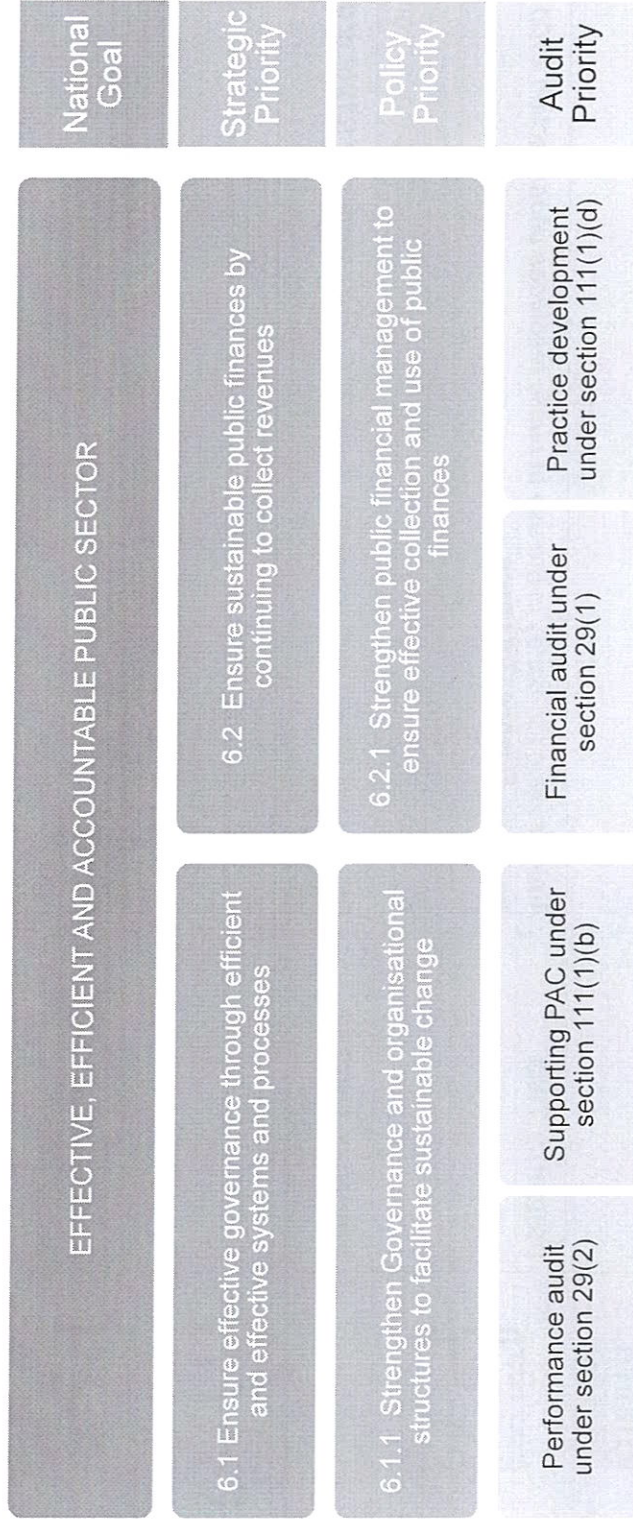 EFFECTIVE, EFFICIENT AND ACCOUNTABLE PUBLIC SECTOR
National
Goal
6.1 Ensure effective governance through efficient
and effective systems and processes
6.2 Ensure sustainable public finances by
continuing to collect revenues
Strategic
Priority
6.1.1 Strengthen Governance and organisational
structures to facilitate sustainable change
6.2.1 Strengthen public financial management to
ensure effective collection and use of public
finances
Policy
Priority
Performance audit
under section 29(2)
Supporting PAC under
section 111(1)(b)
Financial audit under
section 29(1)
Practice development
under section 111(1)(d)
Audit
Priority